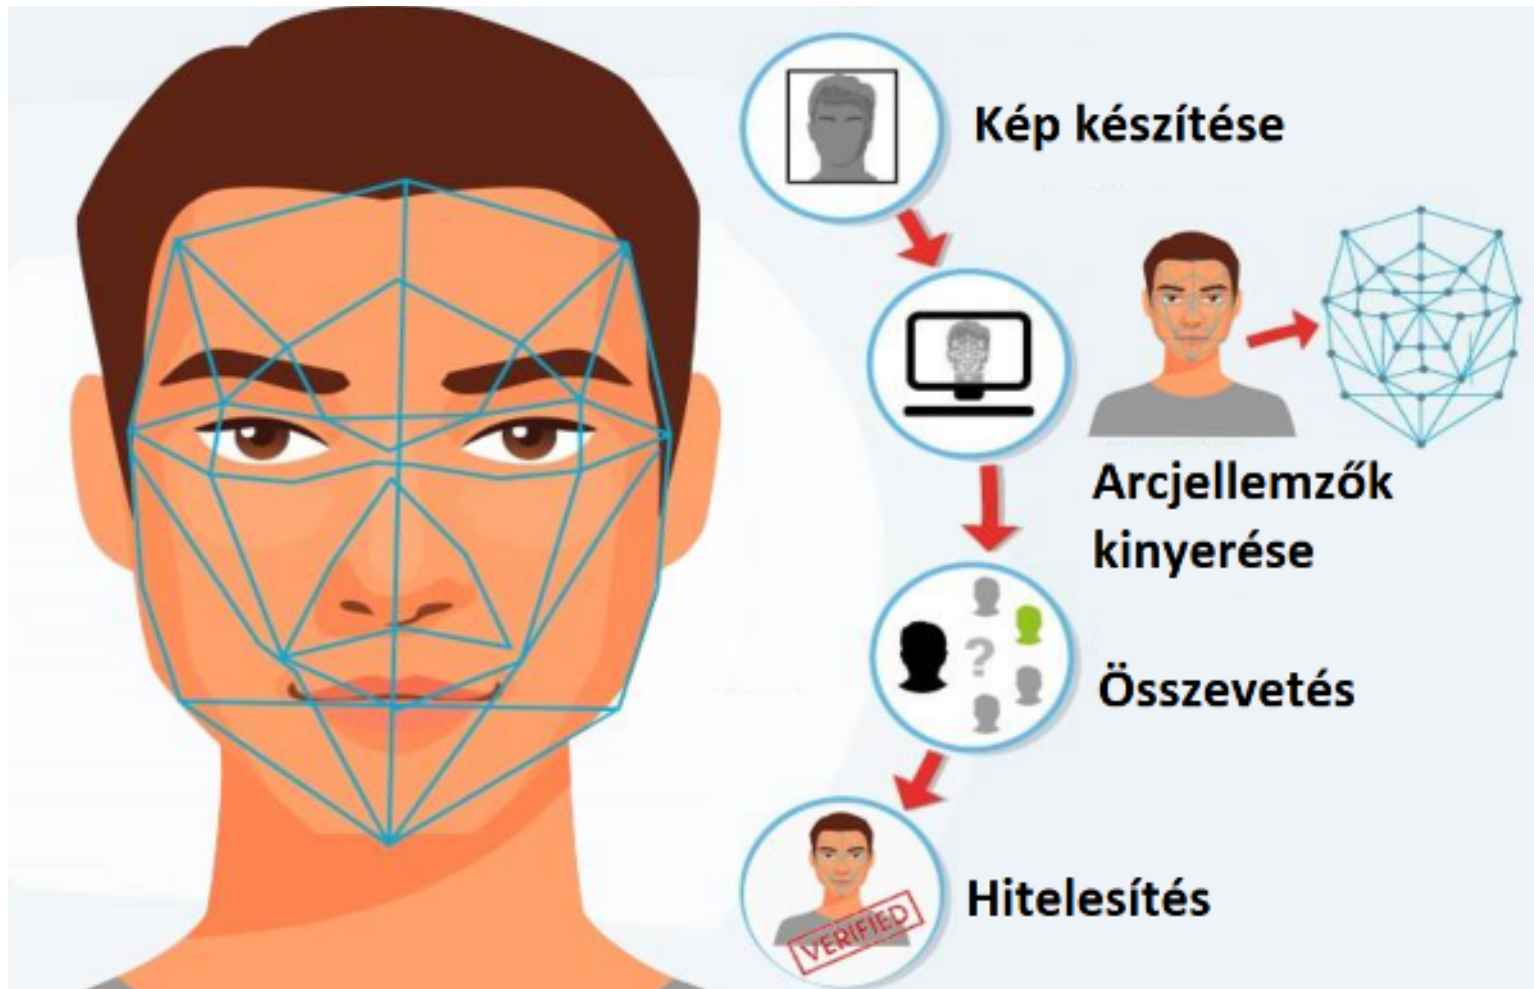 Kép készítése
Arcjellemzők
kinyerése
?
Összevetés
VERIFIED
Hitelesítés